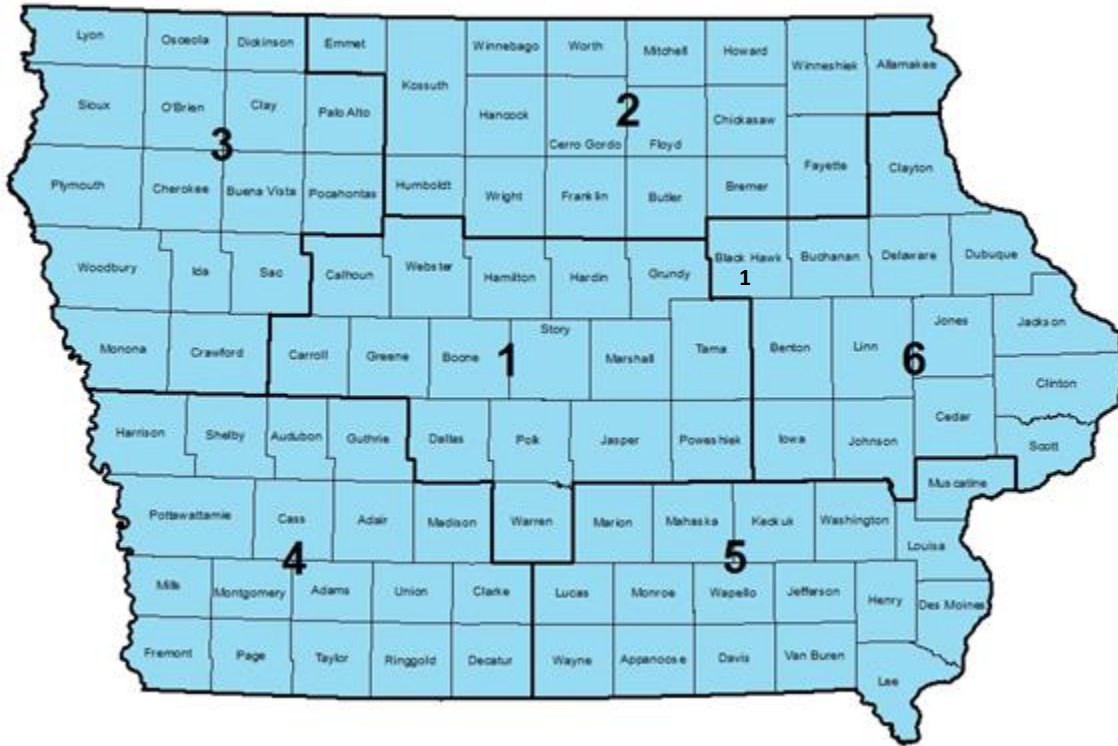 Lyon Osceola Dickinson Emmet Kossuth Winnebago Worth Mitchell Howard Winneshiek Allamakee
Sioux O'Brien Clay Palo Alto Hancock Cerro Gordo Floyd Chickasaw
3 2
Plymouth Cherokee Buena Vista Pocahontas Humboldt Wright Franklin Butler Bremer Fayette Clayton
Woodbury Ida Sac Calhoun Webster Hamilton Hardin Grundy Black Hawk Buchanan Delaware Dubuque
1
Monona Crawford Carroll Greene Boone Story Marshall Tama Benton Linn Jones Jackson
1 6
Clinton
Harrison Shelby Audubon Guthrie Dallas Polk Jasper Poweshiek Iowa Johnson Cedar Scott
Muscatine
Pottawattamie Cass Adair Madison Warren Marion Mahaska Keokuk Washington Louisa
4 5
Mills Montgomery Adams Union Clarke Lucas Monroe Wapello Jefferson Henry Des Moines
Fremont Page Taylor Ringgold Decatur Wayne Appanoose Davis Van Buren Lee